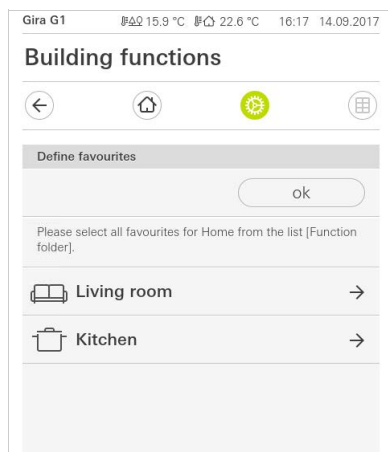 Gira G1 15.9 °C 22.6 °C 16:17 14.09.2017
Building functions
Define favourites
ok
Please select all favourites for Home from the list [Function
folder].
Living room
Kitchen